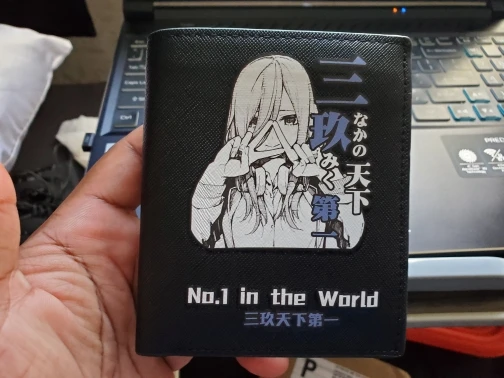 三玖
なかの
みく
天下
第一
No.1 in the World
三玖天下第一
PRED
P